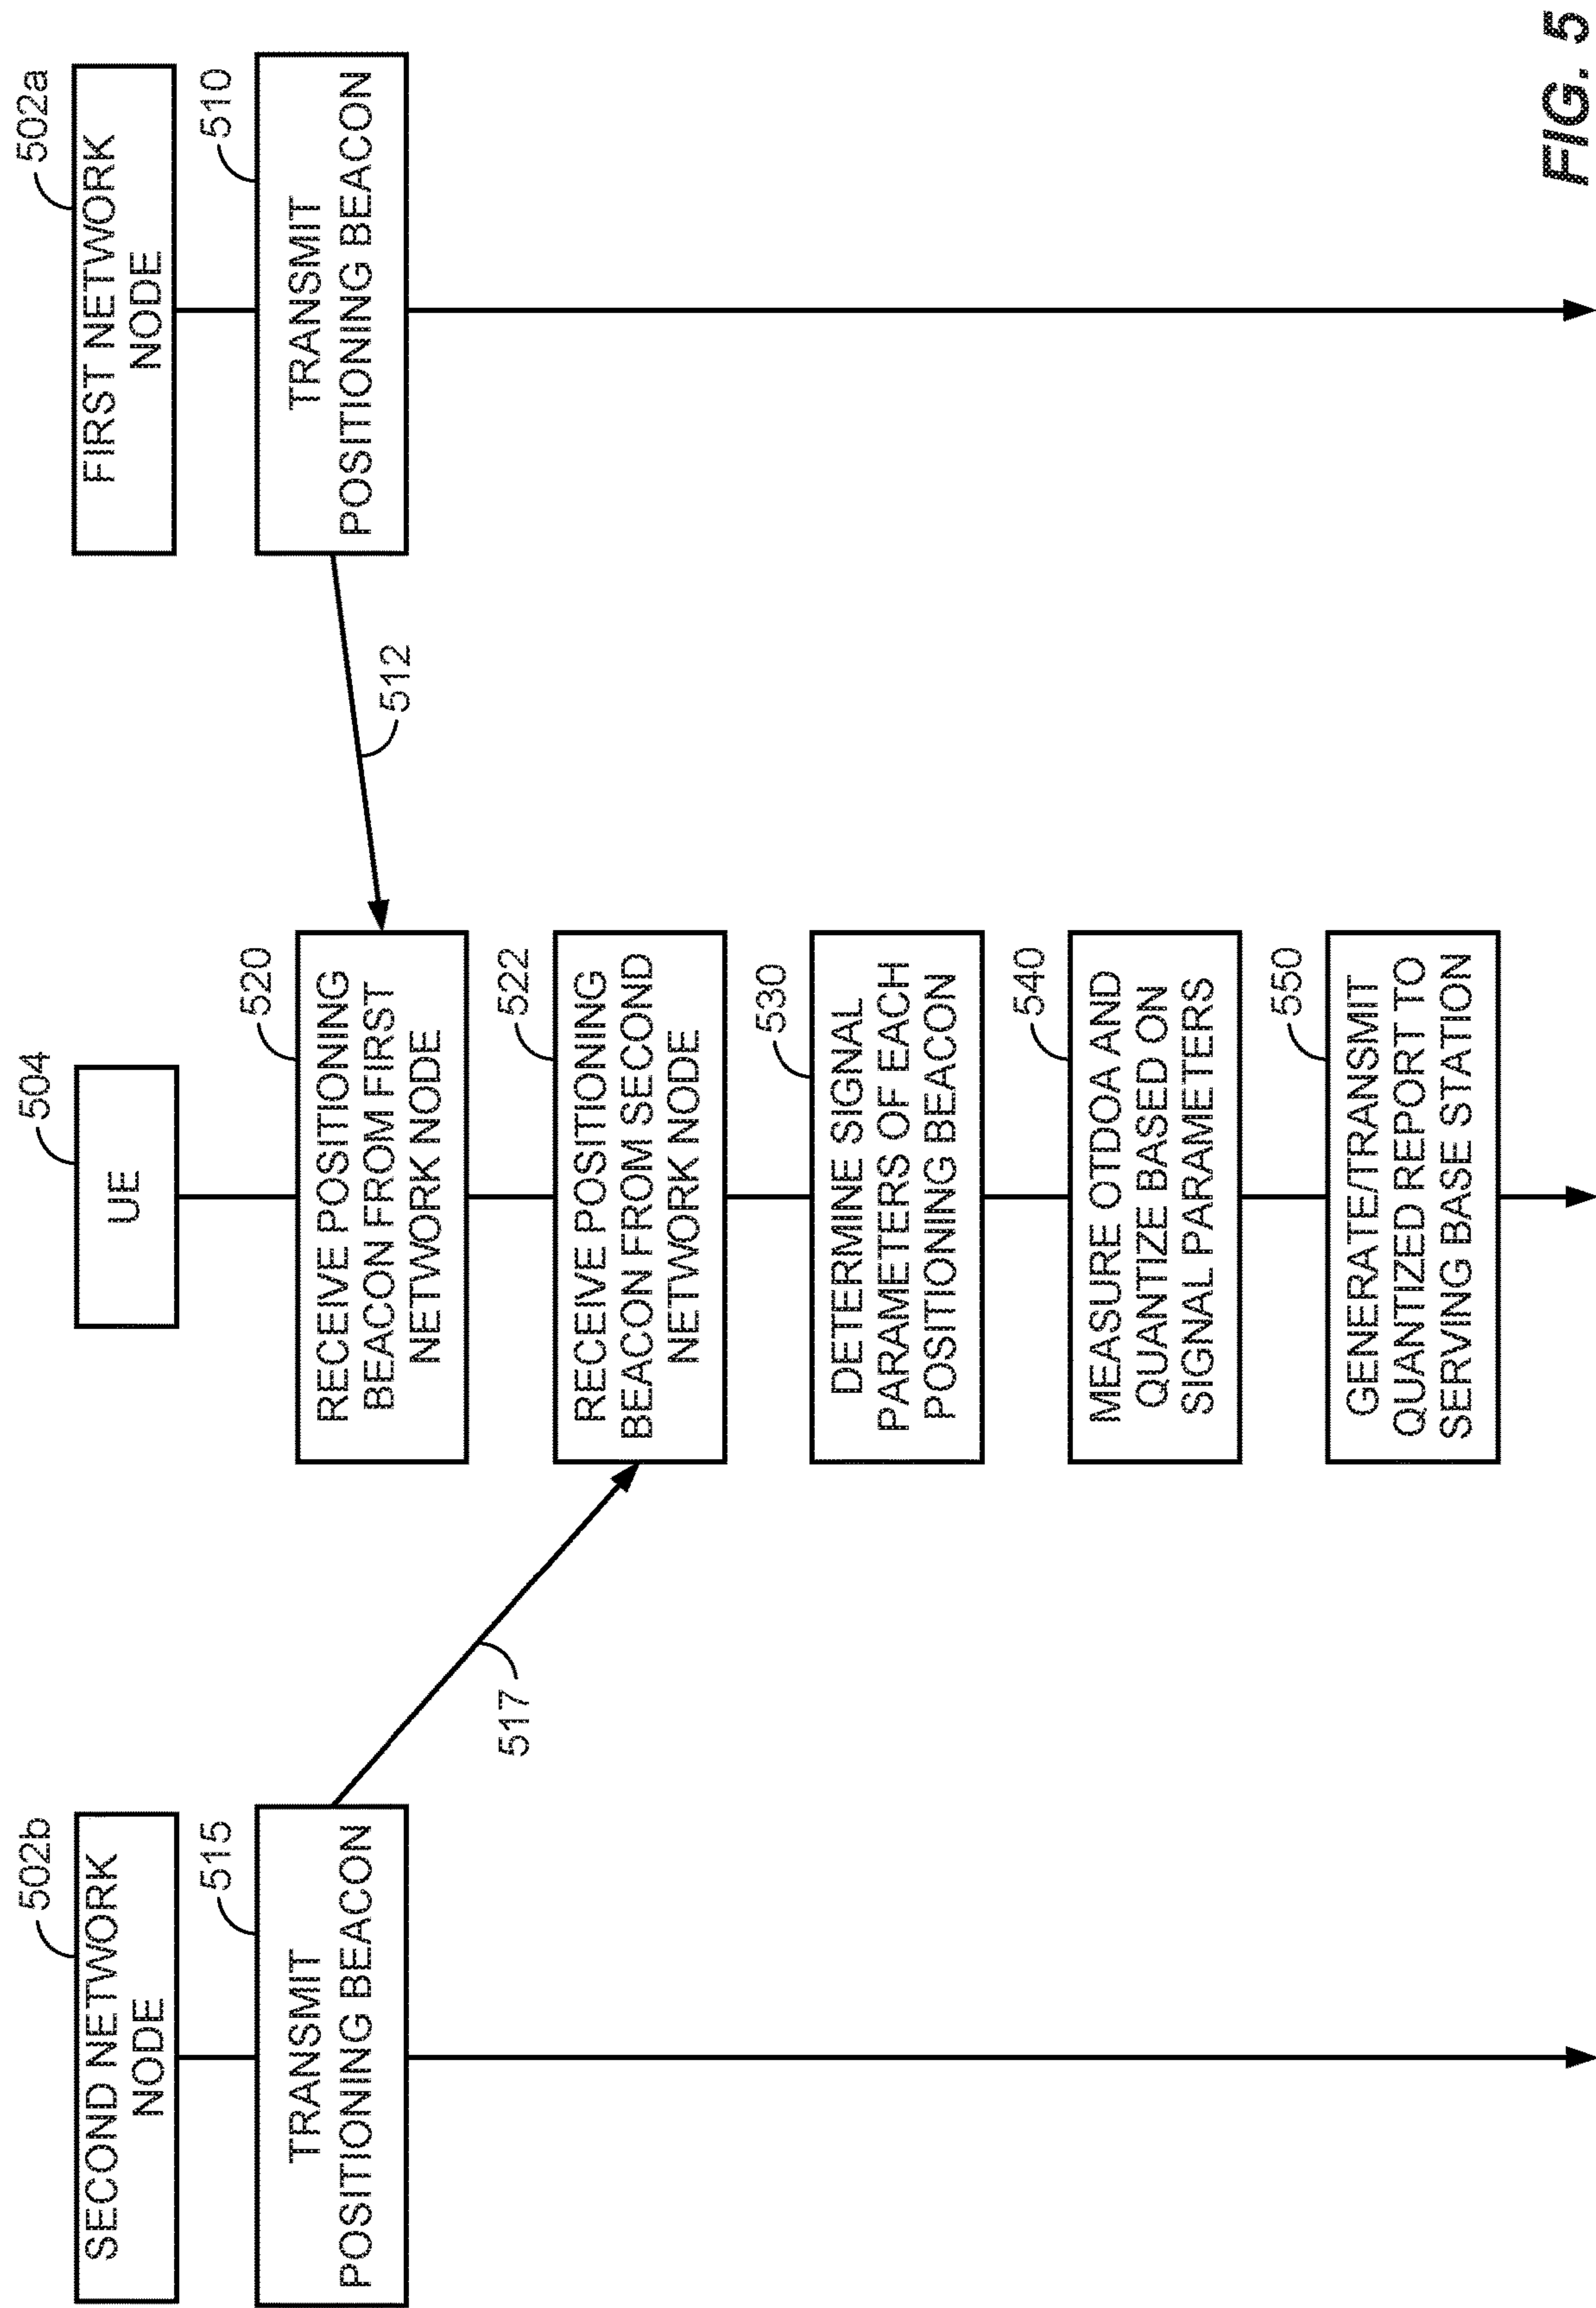 502b
SECOND NETWORK
NODE
515
TRANSMIT
POSITIONING BEACON
517
504
UE
520
RECEIVE POSITIONING
BEACON FROM FIRST
NETWORK NODE
522
RECEIVE POSITIONING
BEACON FROM SECOND
NETWORK NODE
530
DETERMINE SIGNAL
PARAMETERS OF EACH
POSITIONING BEACON
540
MEASURE OTDOA AND
QUANTIZE BASED ON
SIGNAL PARAMETERS
550
GENERATE/TRANSMIT
QUANTIZED REPORT TO
SERVING BASE STATION
512
502a
FIRST NETWORK
NODE
510
TRANSMIT
POSITIONING BEACON
FIG. 5